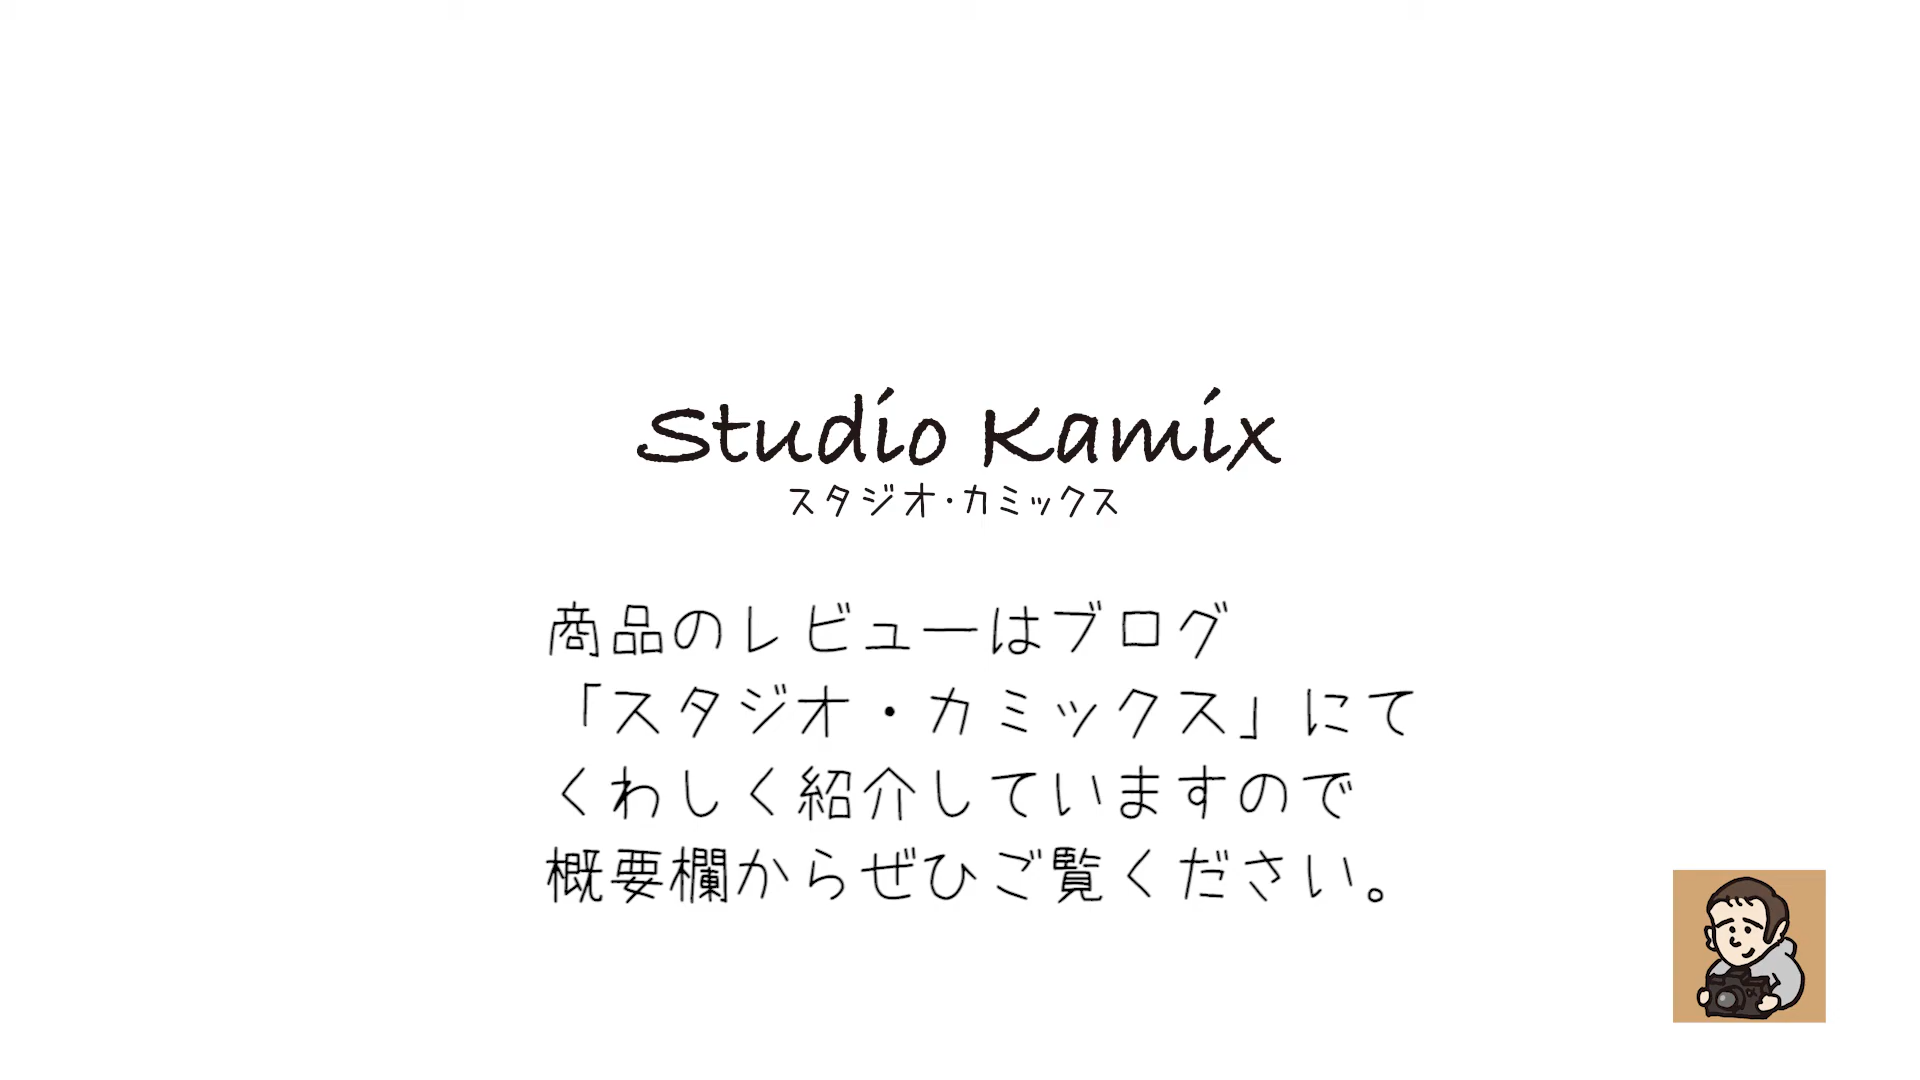 Studio Kamix
スタジオ・カミックス
商品のレビューはブログ
「スタジオ・カミックス」にて
くわしく紹介していますので
概要欄からぜひご覧ください。
α